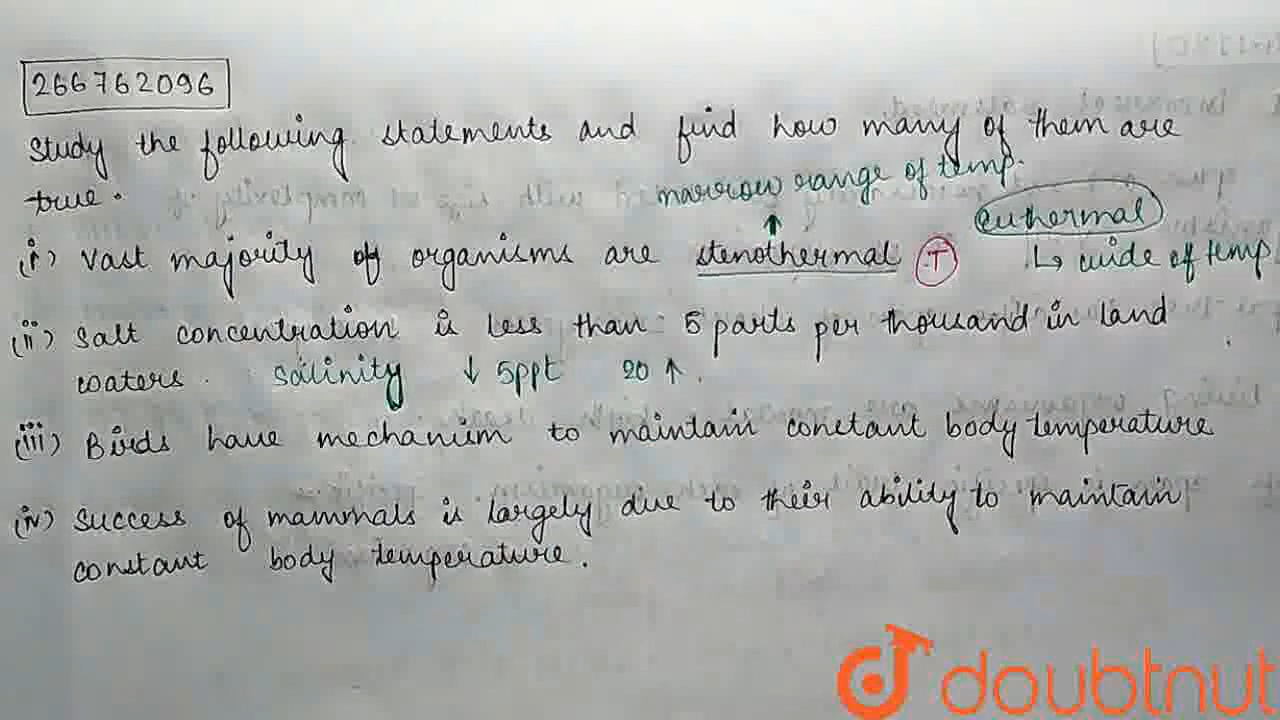 266762096
Study the following statements and find how many of them are
true.
narrow range of temp.
↑
euthermal
(i) Vast majority of organisms are stenothermal T
↳ wide of temp
(ii) Salt concentration is less than 5 parts per thousand in land
waters. Salinity ↓ 5ppt 20 ↑.
(iii) Birds have mechanism to maintain constant body temperature
(iv) Success of mammals is largely due to their ability to maintain
constant body temperature.
doubtnut